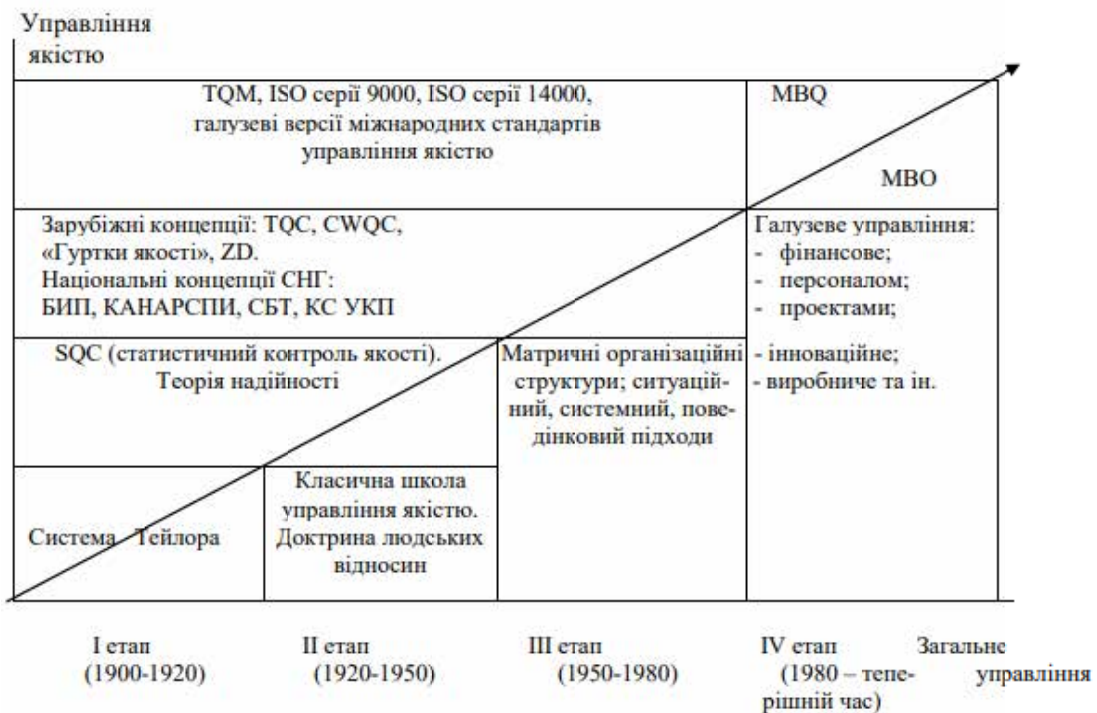 Управління
якістю
TQM, ISO серії 9000, ISO серії 14000,
галузеві версії міжнародних стандартів
управління якістю
MBQ
MBO
Зарубіжні концепції: TQC, CWQC,
«Гуртки якості», ZD.
Національні концепції СНГ:
БИП, КАНАРСПИ, СБТ, КС УКП
Галузеве управління:
- фінансове;
- персоналом;
- проектами;
- інноваційне;
- виробниче та ін.
SQC (статистичний контроль якості).
Теорія надійності
Матричні організаційні
структури; ситуацій-
ний, системний, пове-
дінковий підходи
Система Тейлора
Класична школа
управління якістю.
Доктрина людських
відносин
I етап
(1900-1920)
II етап
(1920-1950)
III етап
(1950-1980)
IV етап
(1980 – тепе-
рішній час)
Загальне
управління